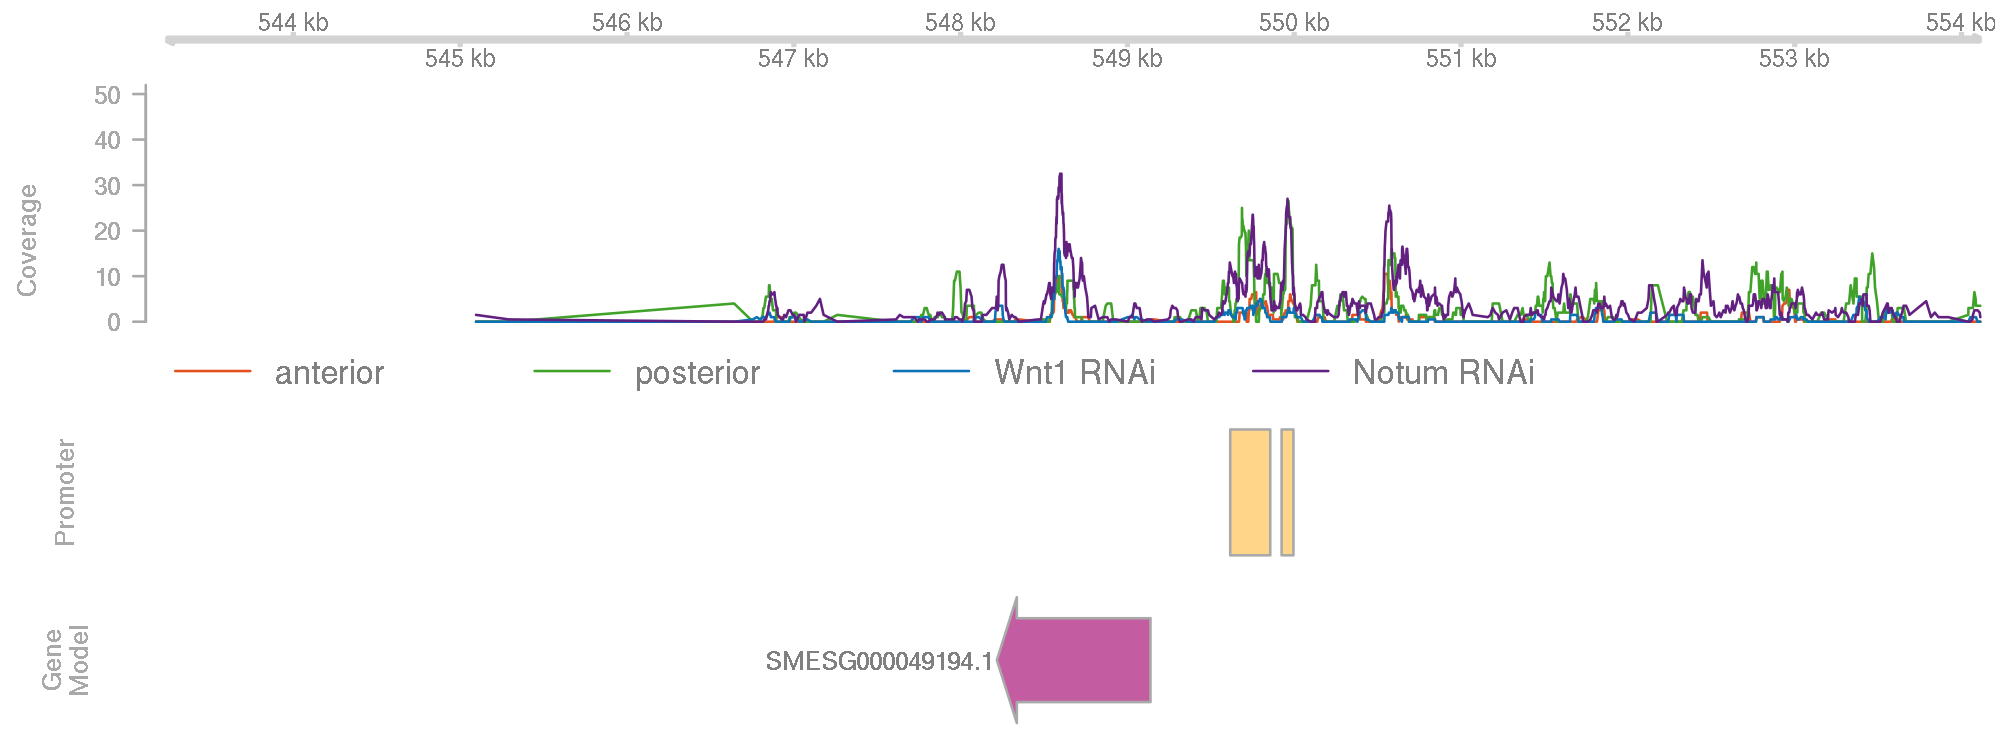 544 kb 546 kb 548 kb 550 kb 552 kb 554 kb
545 kb 547 kb 549 kb 551 kb 553 kb
Coverage
50
40
30
20
10
0
anterior posterior Wnt1 RNAi Notum RNAi
Promoter
Gene
Model
SMESG000049194.1